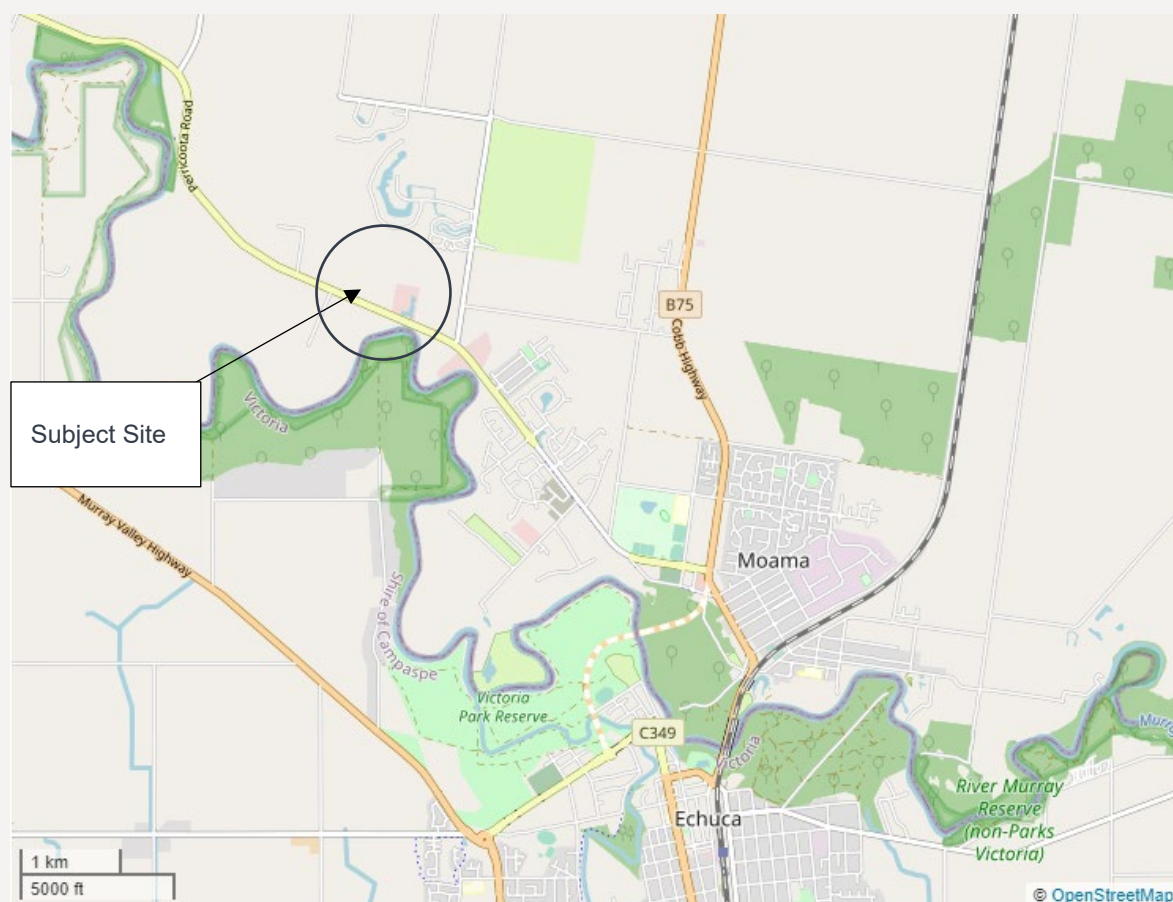 Perricoota Road
B75
Cobb Highway
Subject Site
Victoria
Murray Valley Highway
Moama
Shire of Campaspe
Victoria
Park Reserve
C349
Echuca
River Murray
Reserve
(non-Parks
Victoria)
1 km
5000 ft
© OpenStreetMap